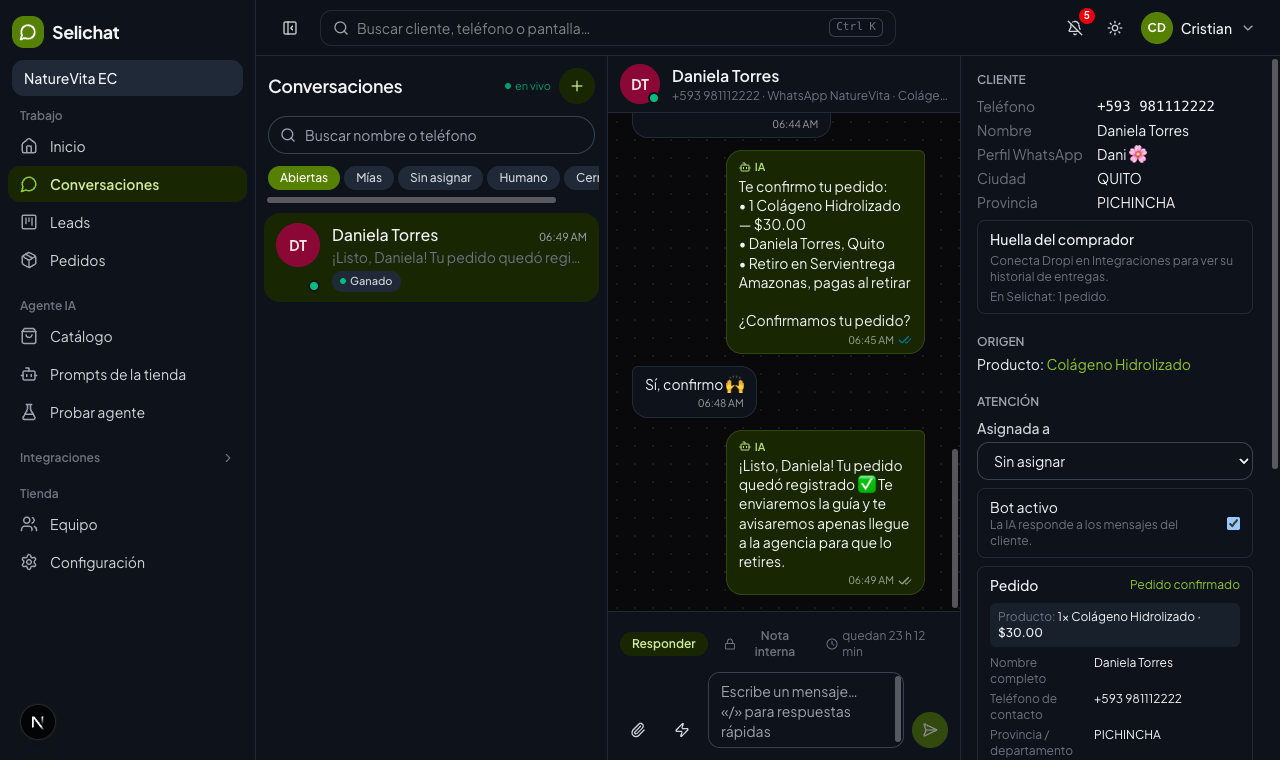 Selichat
NatureVita EC
Trabajo
Inicio
Conversaciones
Leads
Pedidos
Agente IA
Catálogo
Prompts de la tienda
Probar agente
Integraciones
Tienda
Equipo
Configuración
N
Buscar cliente, teléfono o pantalla...
Ctrl K
5
CD
Cristian
Conversaciones
en vivo
Buscar nombre o teléfono
Abiertas
Mías
Sin asignar
Humano
Cerr
DT
Daniela Torres
06:49 AM
¡Listo, Daniela! Tu pedido quedó regi...
Ganado
DT
Daniela Torres
+593 981112222 · WhatsApp NatureVita · Coláge...
06:44 AM
IA
Te confirmo tu pedido:
• 1 Colágeno Hidrolizado
— $30.00
• Daniela Torres, Quito
• Retiro en Servientrega
Amazonas, pagas al retirar
¿Confirmamos tu pedido?
06:45 AM
Sí, confirmo 🙌
06:48 AM
IA
¡Listo, Daniela! Tu pedido
quedó registrado ✅ Te
enviaremos la guía y te
avisaremos apenas llegue
a la agencia para que lo
retires.
06:49 AM
Responder
Nota
interna
quedan 23 h 12
min
Escribe un mensaje...
«/» para respuestas
rápidas
CLIENTE
Teléfono +593 981112222
Nombre Daniela Torres
Perfil WhatsApp Dani 🌸
Ciudad QUITO
Provincia PICHINCHA
Huella del comprador
Conecta Dropi en Integraciones para ver su
historial de entregas.
En Selichat: 1 pedido.
ORIGEN
Producto: Colágeno Hidrolizado
ATENCIÓN
Asignada a
Sin asignar
Bot activo
La IA responde a los mensajes del
cliente.
Pedido Pedido confirmado
Producto: 1× Colágeno Hidrolizado ·
$30.00
Nombre
completo
Daniela Torres
Teléfono de
contacto
+593 981112222
Provincia /
departamento
PICHINCHA